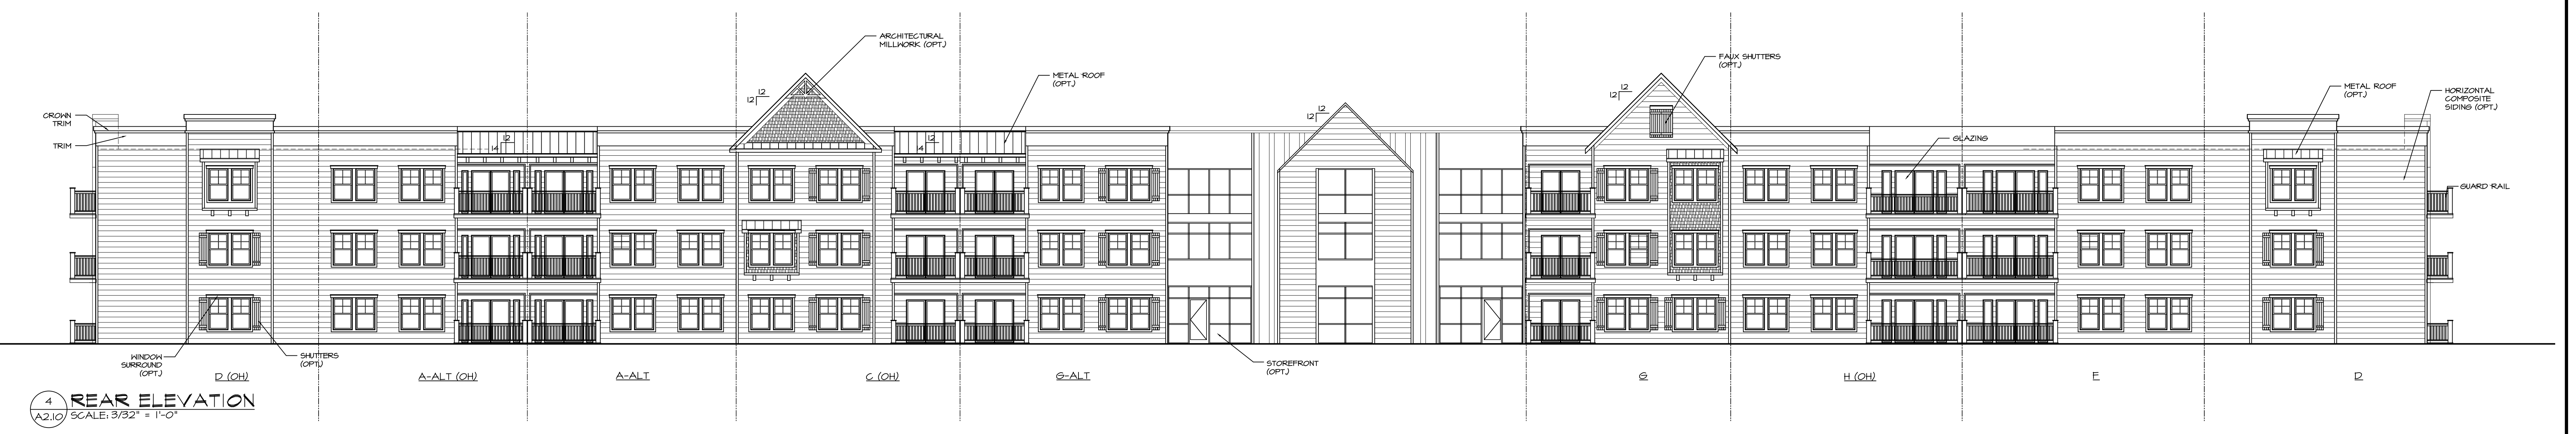 ARCHITECTURAL
MILLWORK (OPT.)
FAUX SHUTTERS
(OPT.)
METAL ROOF
(OPT.)
METAL ROOF
(OPT.)
HORIZONTAL
COMPOSITE
SIDING (OPT.)
12
12
12
12
12
12
CROWN
TRIM
TRIM
12
14
12
14
GLAZING
GUARD RAIL
WINDOW
SURROUND
(OPT.)
SHUTTERS
(OPT.)
STOREFRONT
(OPT.)
D (OH)
A-ALT (OH)
A-ALT
C (OH)
G-ALT
G
H (OH)
F
D
4
A2.10
REAR ELEVATION
SCALE: 3/32" = 1'-0"